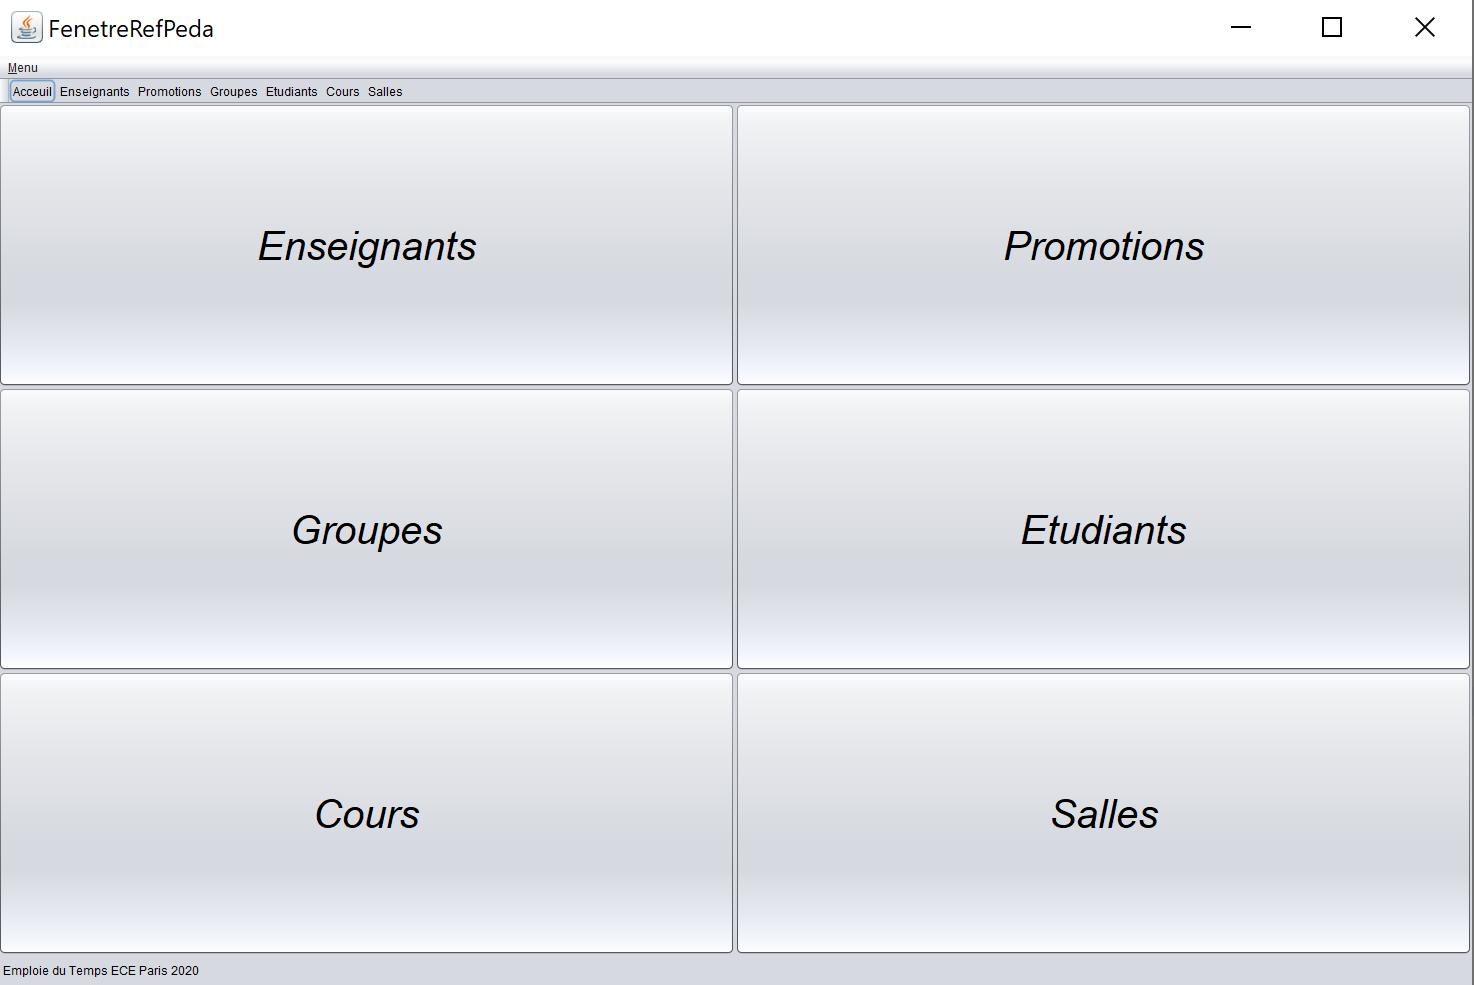 FenetreRefPeda
Menu
Acceuil Enseignants Promotions Groupes Etudiants Cours Salles
Enseignants
Promotions
Groupes
Etudiants
Cours
Salles
Emploie du Temps ECE Paris 2020